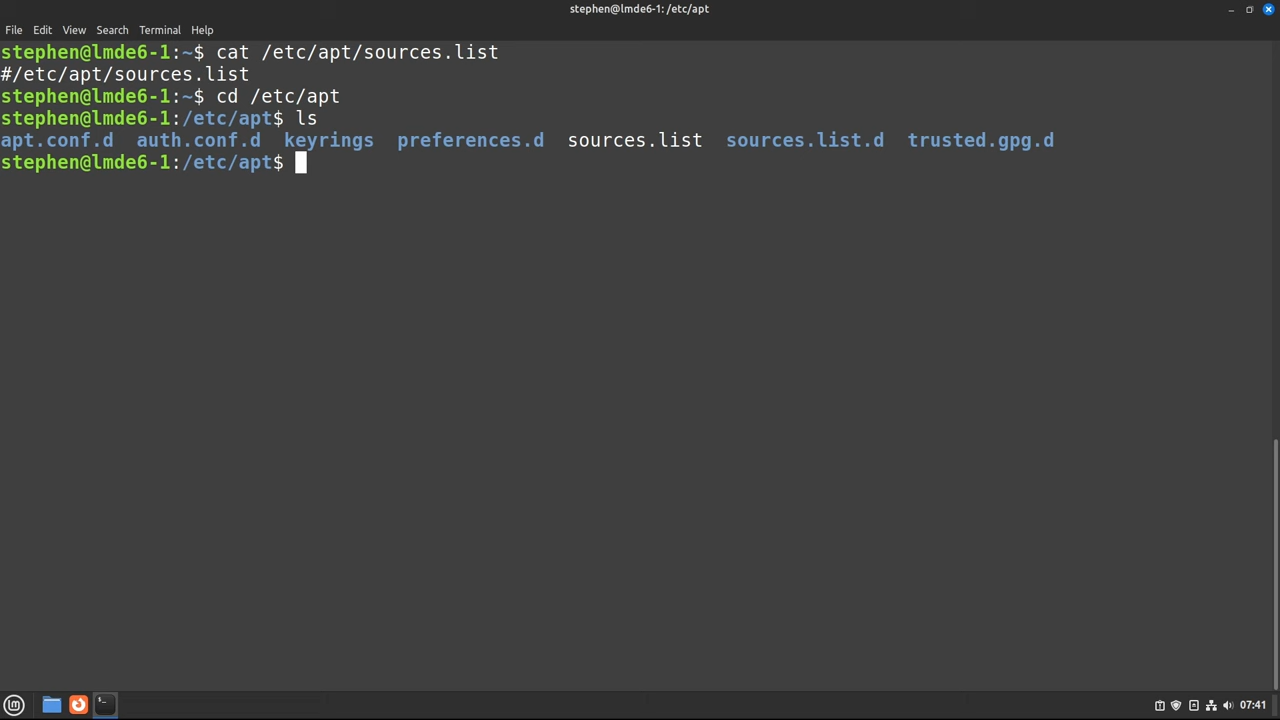 stephen@lmde6-1: /etc/apt
File Edit View Search Terminal Help
stephen@lmde6-1:~$ cat /etc/apt/sources.list
#/etc/apt/sources.list
stephen@lmde6-1:~$ cd /etc/apt
stephen@lmde6-1:/etc/apt$ ls
apt.conf.d auth.conf.d keyrings preferences.d sources.list sources.list.d trusted.gpg.d
stephen@lmde6-1:/etc/apt$
07:41